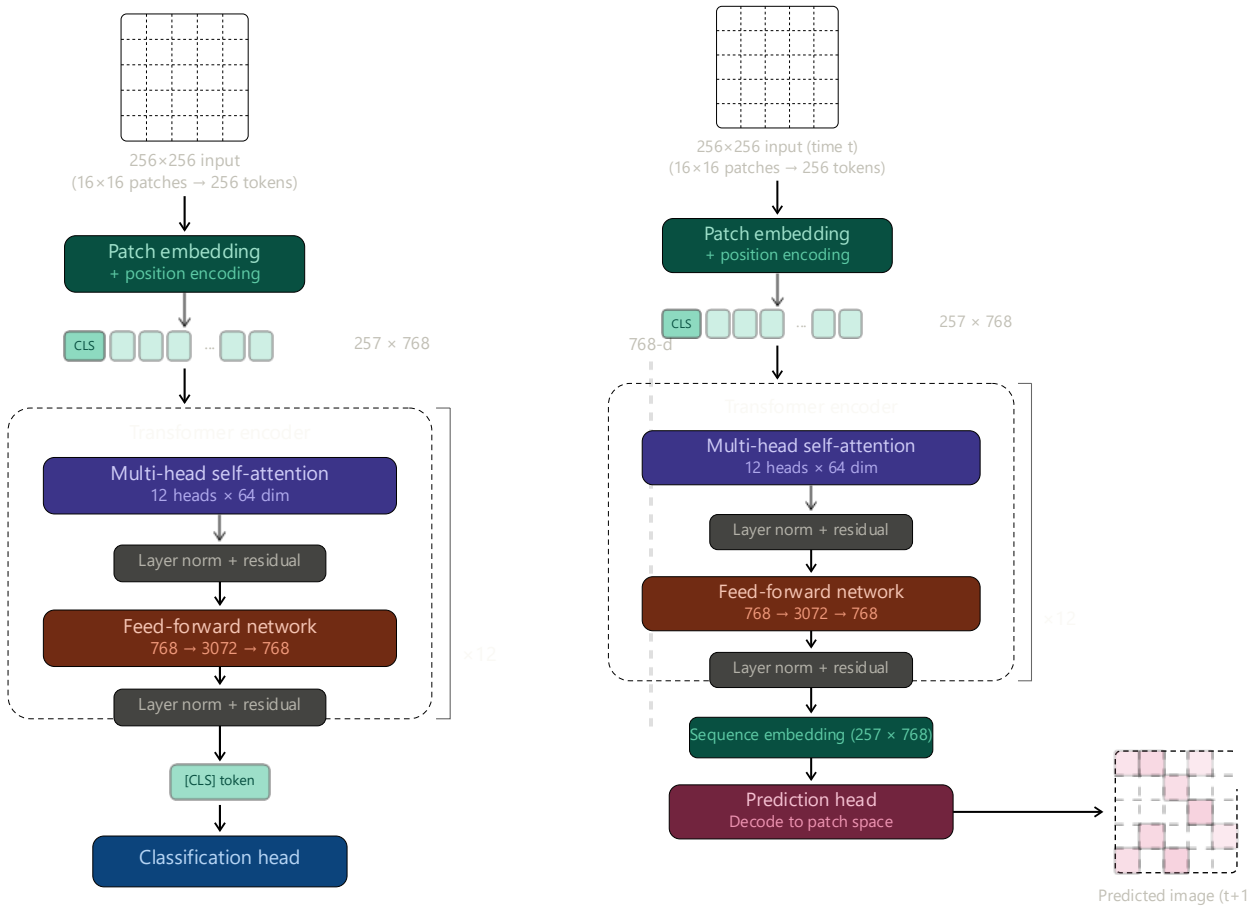 256×256 input
(16×16 patches → 256 tokens)
Patch embedding
+ position encoding
CLS
...
257 × 768
Transformer encoder
Multi-head self-attention
12 heads × 64 dim
Layer norm + residual
Feed-forward network
768 → 3072 → 768
×12
Layer norm + residual
[CLS] token
Classification head
256×256 input (time t)
(16×16 patches → 256 tokens)
Patch embedding
+ position encoding
CLS
...
257 × 768
768-d
Transformer encoder
Multi-head self-attention
12 heads × 64 dim
Layer norm + residual
Feed-forward network
768 → 3072 → 768
×12
Layer norm + residual
Sequence embedding (257 × 768)
Prediction head
Decode to patch space
Predicted image (t+1